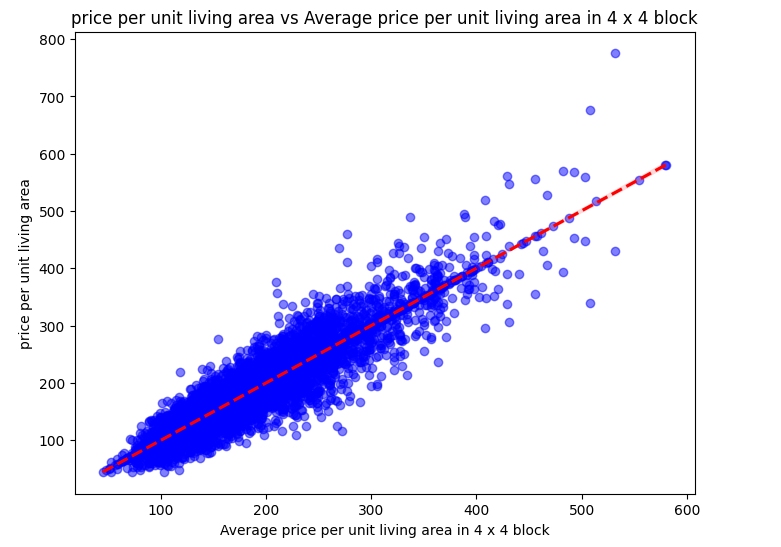 price per unit living area vs Average price per unit living area in 4 x 4 block
800
700
600
500
400
300
200
100
price per unit living area
100 200 300 400 500 600
Average price per unit living area in 4 x 4 block